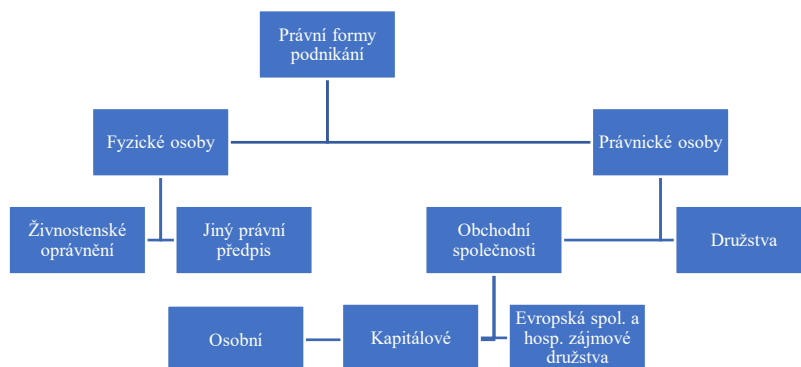 Právní formy
podnikání
Fyzické osoby
Právnické osoby
Živnostenské
oprávnění
Jiný právní
předpis
Obchodní
společnosti
Družstva
Osobní
Kapitálové
Evropská spol. a
hosp. zájmové
družstva